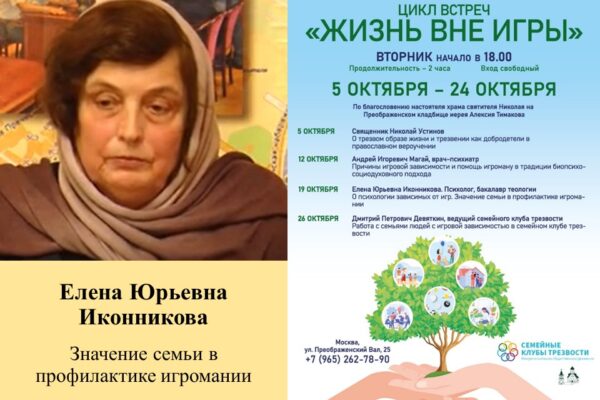 Елена Юрьевна
Иконникова
Значение семьи в
профилактике игромании
ЦИКЛ ВСТРЕЧ
«ЖИЗНЬ ВНЕ ИГРЫ»
ВТОРНИК НАЧАЛО В 18.00
Продолжительность – 2 часа Вход свободный
5 ОКТЯБРЯ – 24 ОКТЯБРЯ
По благословению настоятеля храма святителя Николая на
Преображенском кладбище иерея Алексия Тимакова
5 ОКТЯБРЯ Священник Николай Устинов
О трезвом образе жизни и трезвении как добродетели в
православном вероучении
12 ОКТЯБРЯ Андрей Игоревич Магай, врач-психиатр
Причины игровой зависимости и помощь игроману в традиции биопсихо-
социодуховного подхода
19 ОКТЯБРЯ Елена Юрьевна Иконникова. Психолог, бакалавр теологии
О психологии зависимых от игр. Значение семьи в профилактике игрома-
нии
26 ОКТЯБРЯ Дмитрий Петрович Девяткин, ведущий семейного клуба трезвости
Работа с семьями людей с игровой зависимостью в семейном клубе трез-
вости
Москва,
ул. Преображенский Вал, 25
+7 (965) 262-78-90
СЕМЕЙНЫЕ
КЛУБЫ ТРЕЗВОСТИ